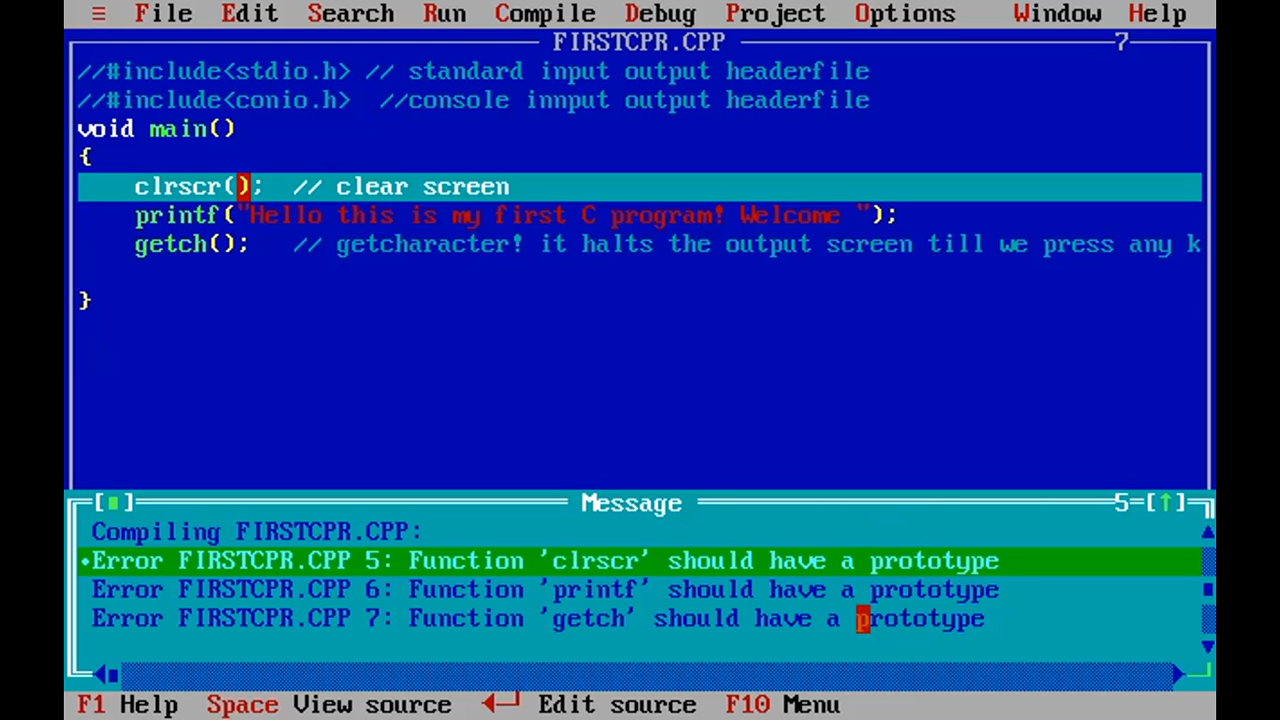 ≡ File Edit Search Run Compile Debug Project Options Window Help
FIRSTCPR.CPP 7
//#include<stdio.h> // standard input output headerfile
//#include<conio.h> //console innput output headerfile
void main()
{
clrscr(); // clear screen
printf("Hello this is my first C program! Welcome ");
getch(); // getcharacter! it halts the output screen till we press any k
}
[■] Message 5=[↑]
Compiling FIRSTCPR.CPP:
•Error FIRSTCPR.CPP 5: Function 'clrscr' should have a prototype
Error FIRSTCPR.CPP 6: Function 'printf' should have a prototype
Error FIRSTCPR.CPP 7: Function 'getch' should have a prototype
F1 Help Space View source ◄─┘ Edit source F10 Menu